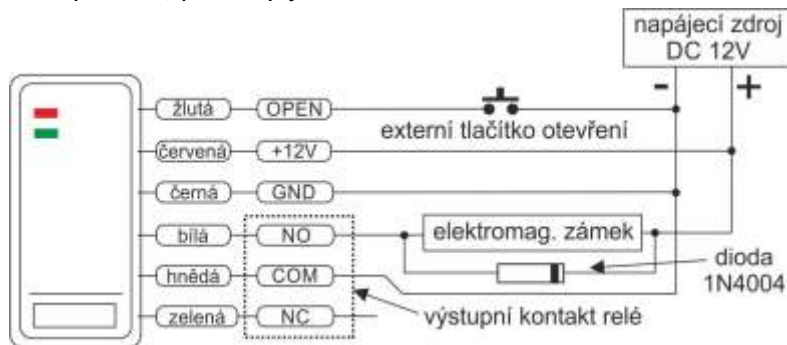 napájecí zdroj
DC 12V
- +
žlutá OPEN
externí tlačítko otevření
červená +12V
černá GND
bílá NO elektromag. zámek
dioda
1N4004
hnědá COM
zelená NC výstupní kontakt relé